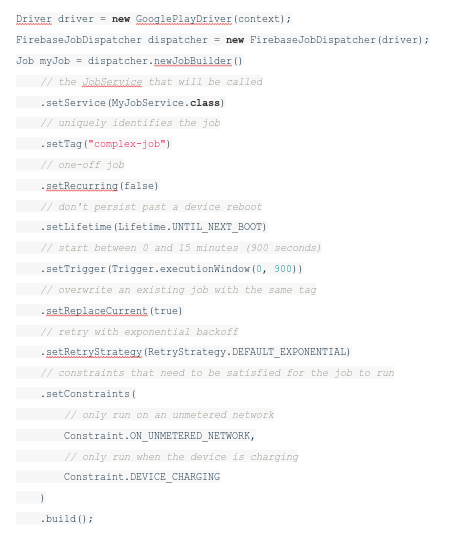 Driver driver = new GooglePlayDriver(context);
FirebaseJobDispatcher dispatcher = new FirebaseJobDispatcher(driver);
Job myJob = dispatcher.newJobBuilder()
    // the JobService that will be called
    .setService(MyJobService.class)
    // uniquely identifies the job
    .setTag("complex-job")
    // one-off job
    .setRecurring(false)
    // don't persist past a device reboot
    .setLifetime(Lifetime.UNTIL_NEXT_BOOT)
    // start between 0 and 15 minutes (900 seconds)
    .setTrigger(Trigger.executionWindow(0, 900))
    // overwrite an existing job with the same tag
    .setReplaceCurrent(true)
    // retry with exponential backoff
    .setRetryStrategy(RetryStrategy.DEFAULT_EXPONENTIAL)
    // constraints that need to be satisfied for the job to run
    .setConstraints(
        // only run on an unmetered network
        Constraint.ON_UNMETERED_NETWORK,
        // only run when the device is charging
        Constraint.DEVICE_CHARGING
    )
    .build();